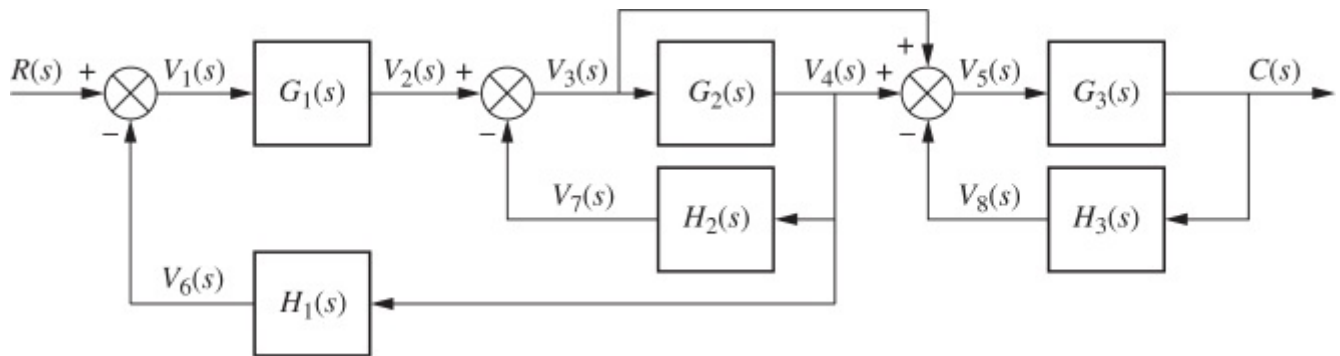 +
R(s) + V₁(s) G₁(s) V₂(s) + V₃(s) G₂(s) V₄(s) + V₅(s) G₃(s) C(s)
− − −
V₇(s) H₂(s) V₈(s) H₃(s)
V₆(s) H₁(s)